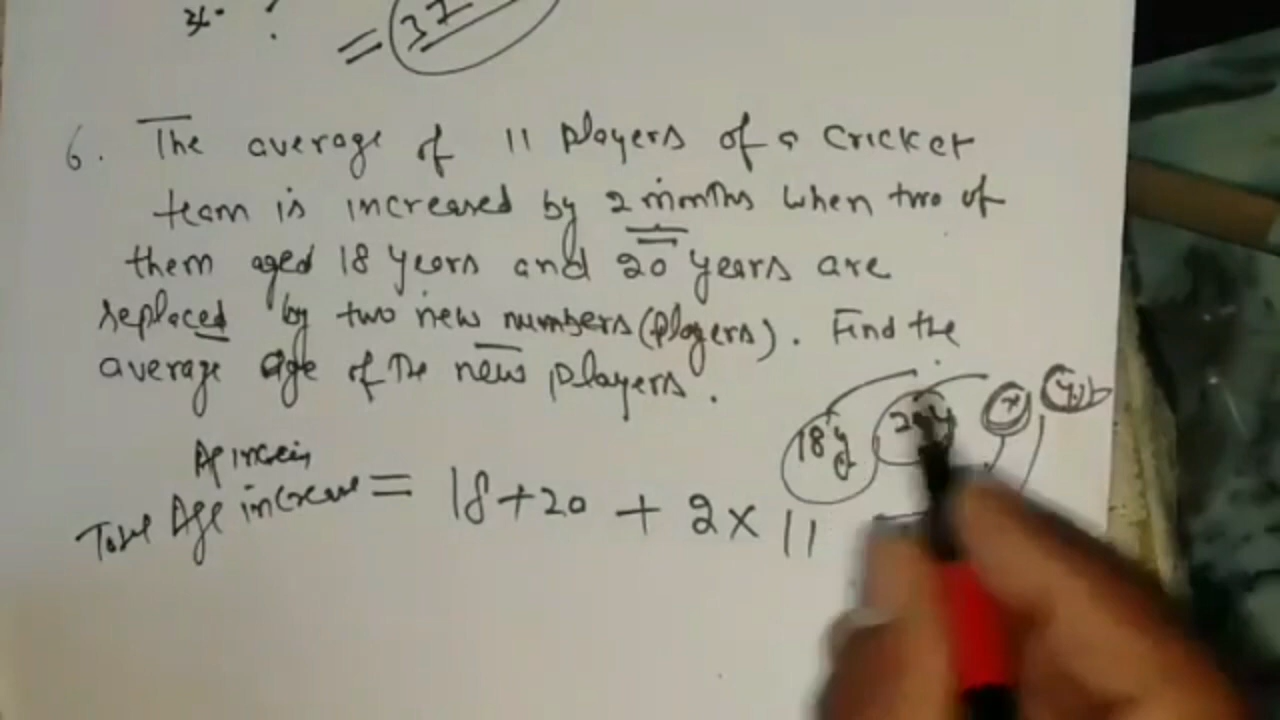 = 37
6. The average of 11 players of a cricket
team is increased by 2 months when two of
them aged 18 years and 20 years are
replaced by two new numbers (players). Find the
average age of the new players.
18y
Age increase = 18+20 + 2 x 11